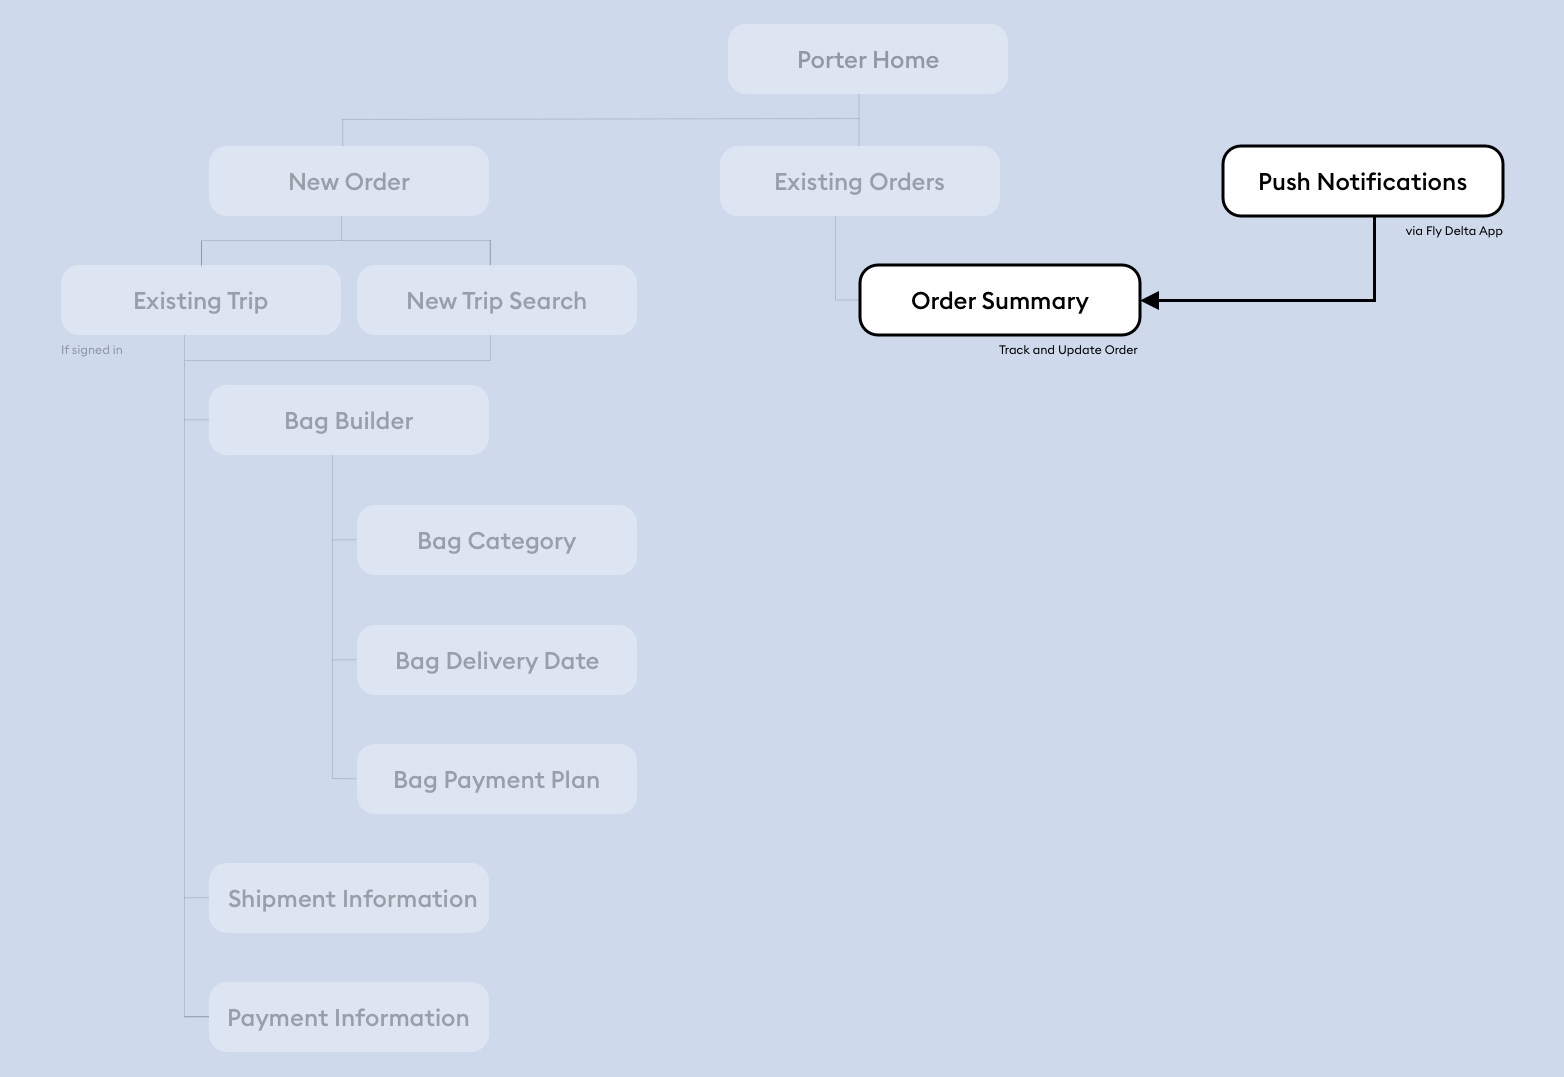 Porter Home
New Order
Existing Orders
Push Notifications
via Fly Delta App
Existing Trip
New Trip Search
Order Summary
If signed in
Track and Update Order
Bag Builder
Bag Category
Bag Delivery Date
Bag Payment Plan
Shipment Information
Payment Information